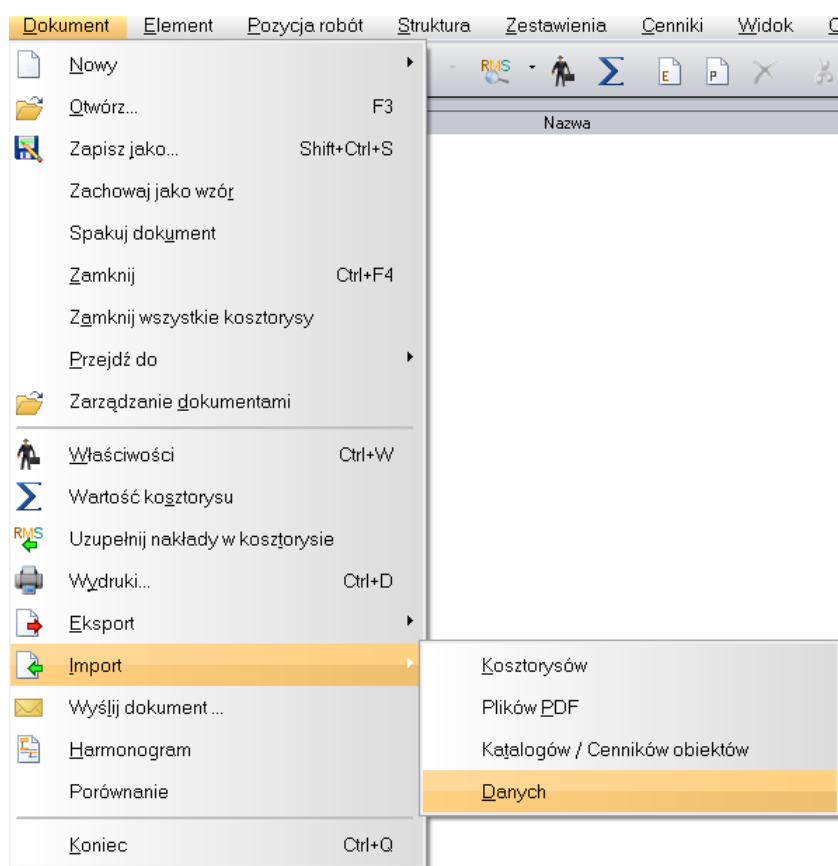 Dokument Element Pozycja robót Struktura Zestawienia Cenniki Widok
Nowy
RMS E P
Otwórz... F3
Nazwa
Zapisz jako... Shift+Ctrl+S
Zachowaj jako wzór
Spakuj dokument
Zamknij Ctrl+F4
Zamknij wszystkie kosztorysy
Przejdź do
Zarządzanie dokumentami
Właściwości Ctrl+W
Wartość kosztorysu
RMS Uzupełnij nakłady w kosztorysie
Wydruki... Ctrl+D
Eksport
Import
Kosztorysów
Wyślij dokument ...
Plików PDF
Harmonogram
Katalogów / Cenników obiektów
Porównanie
Danych
Koniec Ctrl+Q